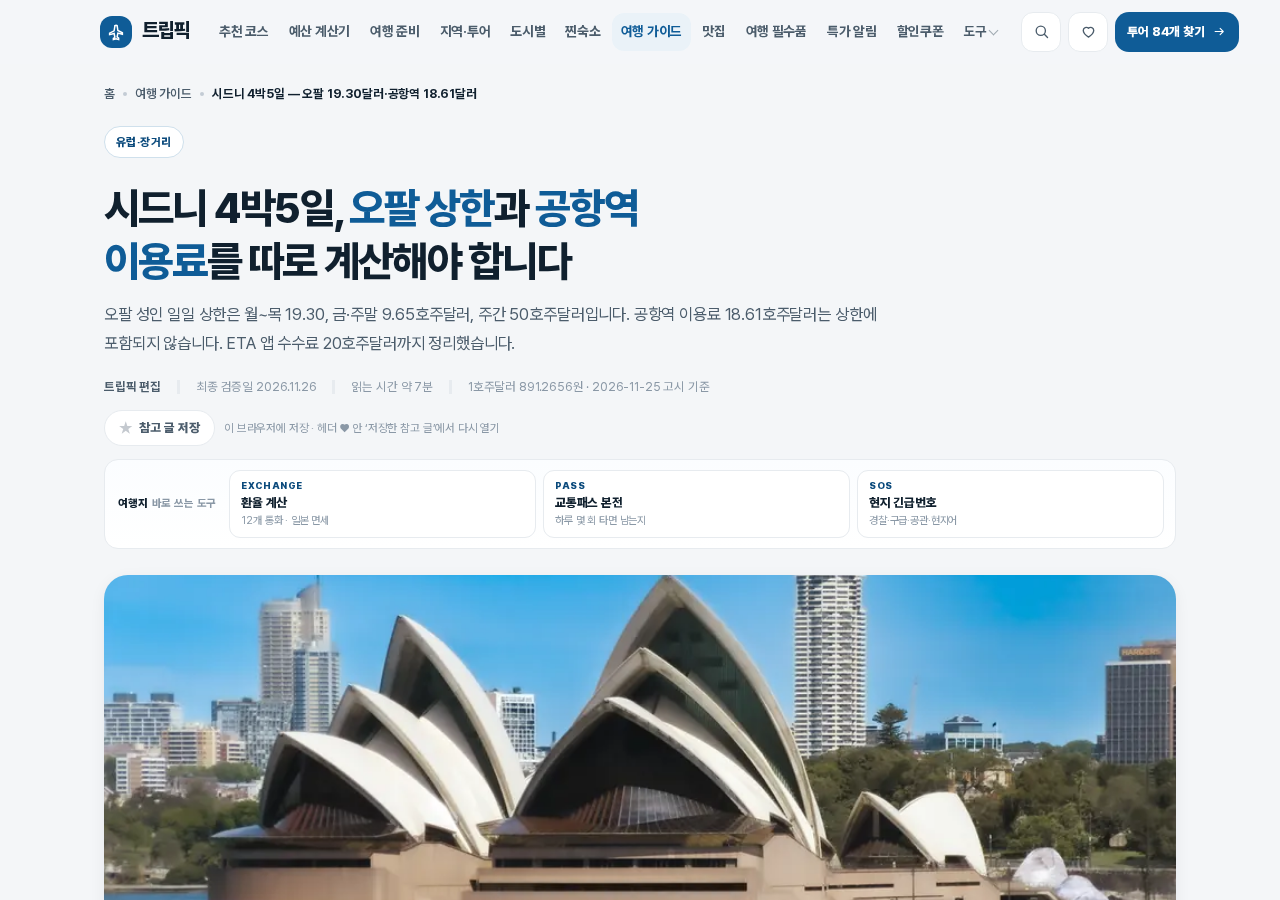 트립픽
추천 코스
예산 계산기
여행 준비
지역·투어
도시별
찐숙소
여행 가이드
맛집
여행 필수품
특가 알림
할인쿠폰
도구
투어 84개 찾기 →
홈 • 여행 가이드 • 시드니 4박5일 — 오팔 19.30달러·공항역 18.61달러
유럽·장거리
시드니 4박5일, 오팔 상한과 공항역
이용료를 따로 계산해야 합니다
오팔 성인 일일 상한은 월~목 19.30, 금·주말 9.65호주달러, 주간 50호주달러입니다. 공항역 이용료 18.61호주달러는 상한에
포함되지 않습니다. ETA 앱 수수료 20호주달러까지 정리했습니다.
트립픽 편집 | 최종 검증일 2026.11.26 | 읽는 시간 약 7분 | 1호주달러 891.2656원 · 2026-11-25 고시 기준
★ 참고 글 저장
이 브라우저에 저장 · 헤더 ♥ 안 '저장한 참고 글'에서 다시 열기
여행지 바로 쓰는 도구
EXCHANGE
환율 계산
12개 통화 · 일본 면세
PASS
교통패스 본전
하루 몇 회 타면 남는지
SOS
현지 긴급번호
경찰·구급·공관·현지어
HARDERS